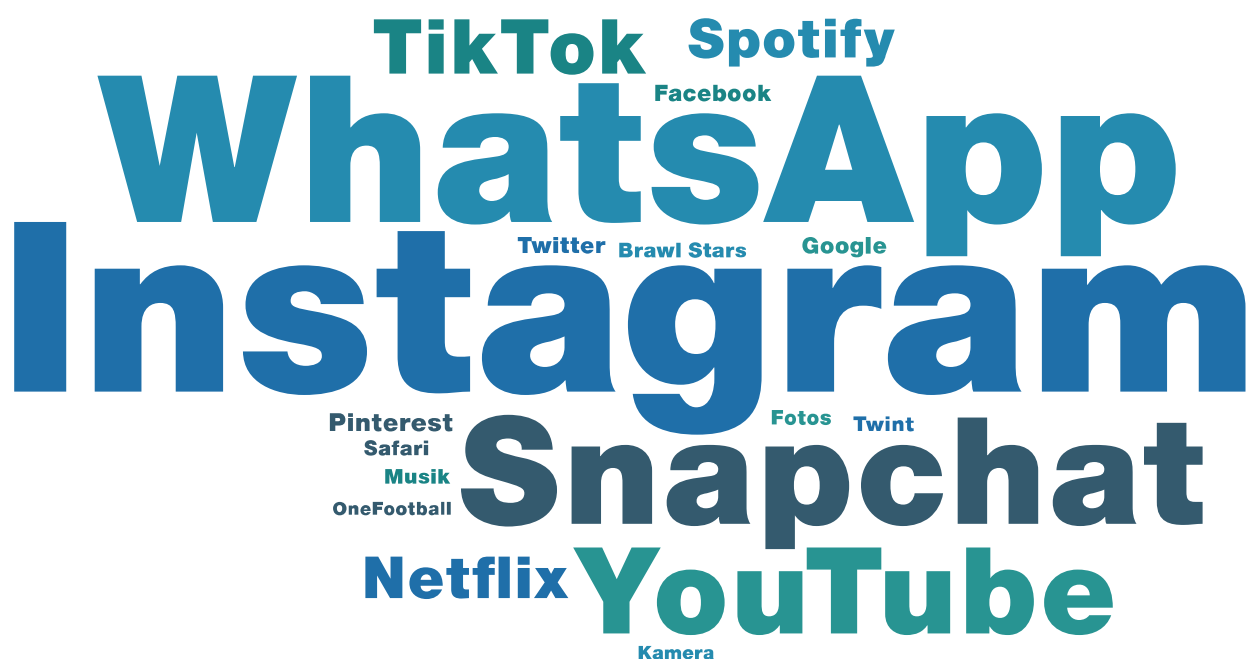 TikTok Spotify
Facebook
WhatsApp
Twitter Brawl Stars Google
Instagram
Pinterest Fotos Twint
Safari
Musik
OneFootball
Snapchat
Netflix YouTube
Kamera